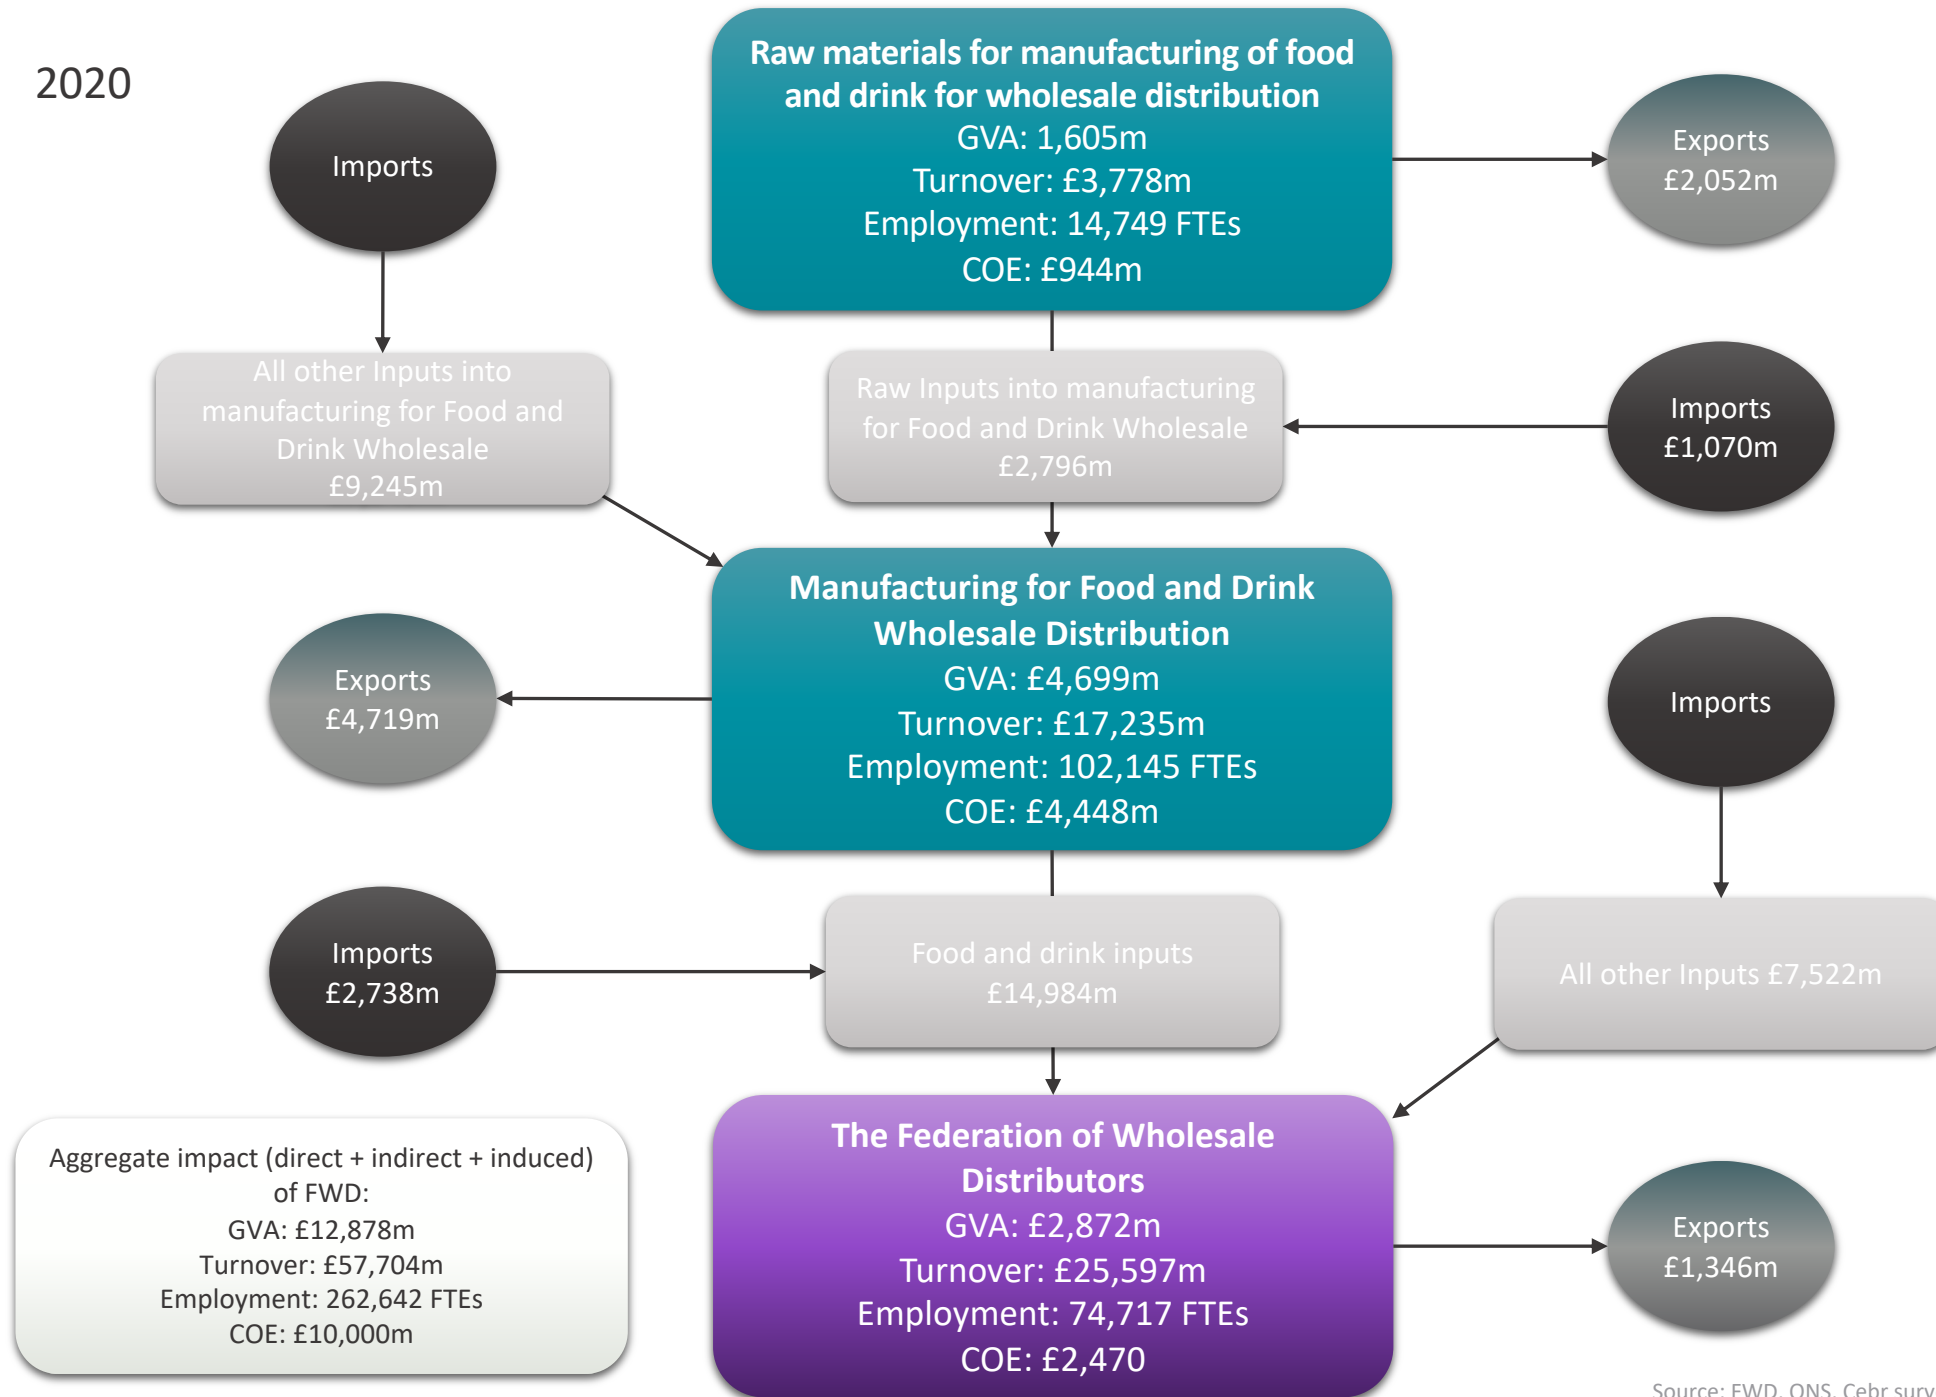 2020
Raw materials for manufacturing of food
and drink for wholesale distribution
GVA: 1,605m
Turnover: £3,778m
Employment: 14,749 FTEs
COE: £944m
Imports
Exports
£2,052m
All other Inputs into
manufacturing for Food and
Drink Wholesale
£9,245m
Raw Inputs into manufacturing
for Food and Drink Wholesale
£2,796m
Imports
£1,070m
Manufacturing for Food and Drink
Wholesale Distribution
GVA: £4,699m
Turnover: £17,235m
Employment: 102,145 FTEs
COE: £4,448m
Exports
£4,719m
Imports
Imports
£2,738m
Food and drink inputs
£14,984m
All other Inputs £7,522m
Aggregate impact (direct + indirect + induced)
of FWD:
GVA: £12,878m
Turnover: £57,704m
Employment: 262,642 FTEs
COE: £10,000m
The Federation of Wholesale
Distributors
GVA: £2,872m
Turnover: £25,597m
Employment: 74,717 FTEs
COE: £2,470
Exports
£1,346m
Source: FWD, ONS, Cebr surv